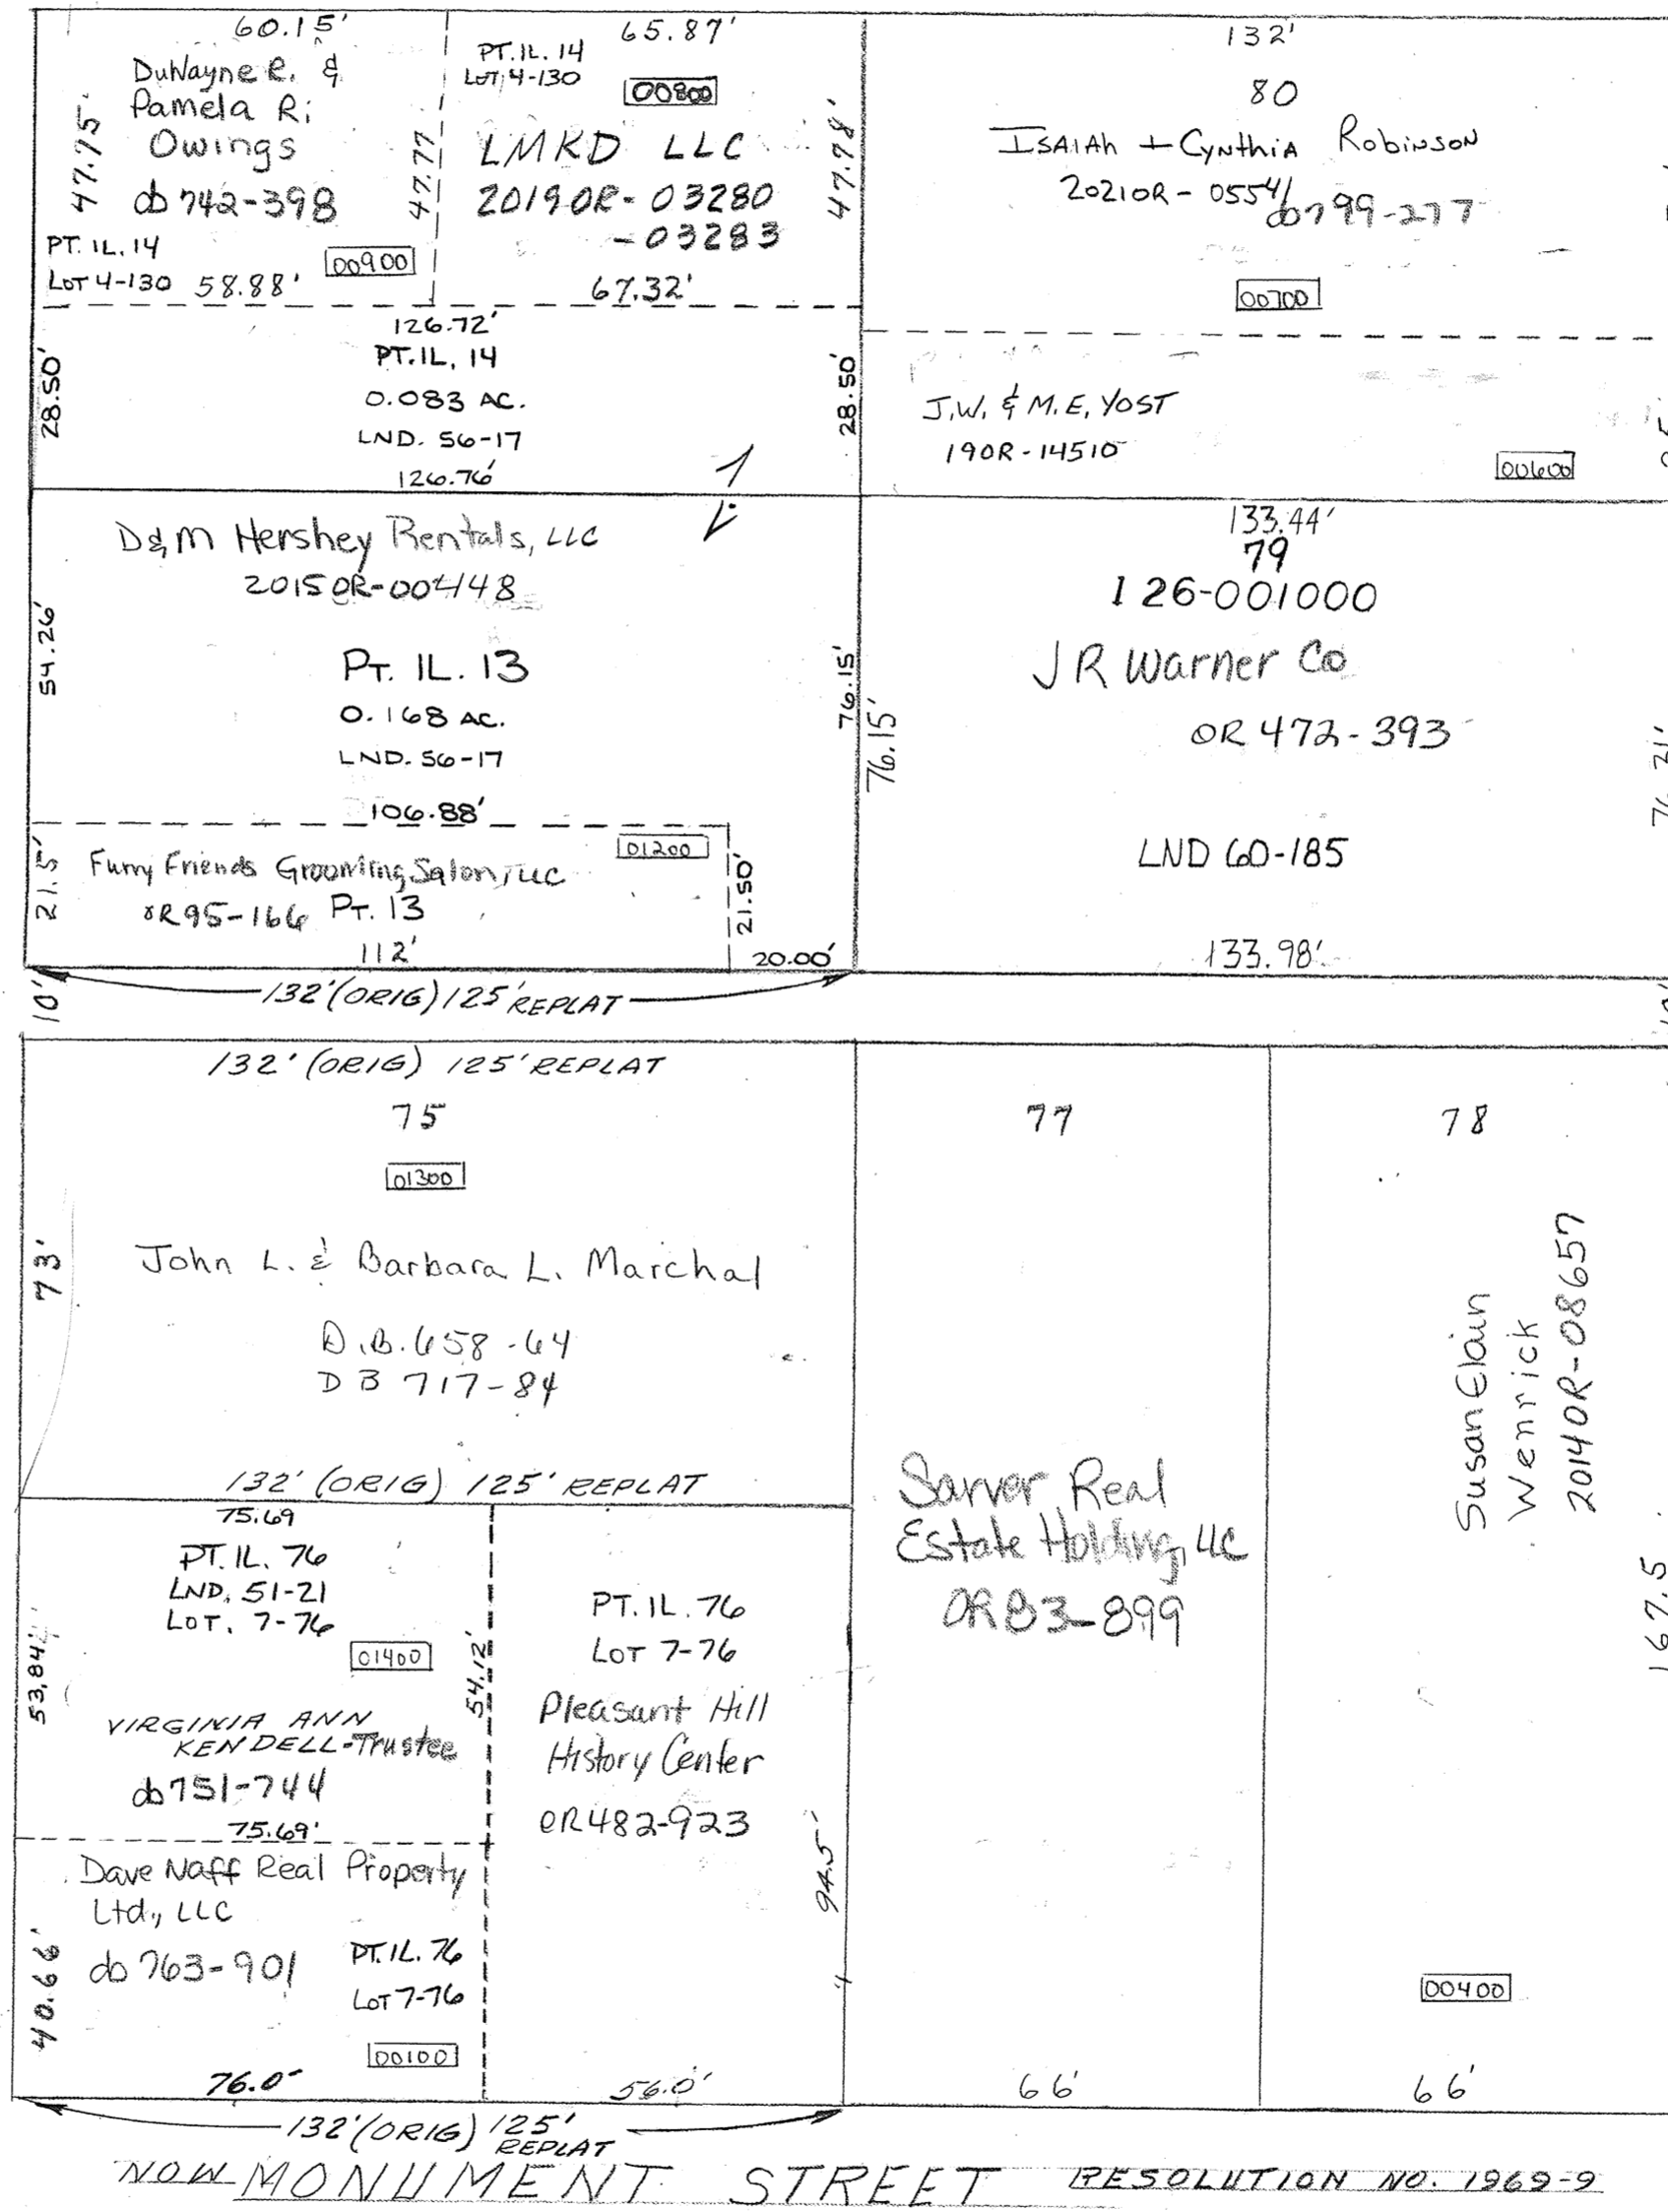 60.15'
DuWayne R. &
Pamela R.
Owings
db 742-398
47.75'
47.77
PT. IL. 14
LOT 4-130 58.88'
00900
65.87'
PT. IL. 14
LOT 4-130
00800
LMKD LLC
2019OR-03280
-03283
47.78'
67.32'
132'
80
ISAIAh + CyNthiA RobiNsoN
2021OR-05541
db799-277
00700
126.72'
PT. IL. 14
0.083 AC.
LND. 56-17
126.76'
28.50'
28.50'
J.W. & M.E. YOST
19OR-14510
00600
D&M Hershey Rentals, LLC
2015OR-00448
PT. IL. 13
0.168 AC.
LND. 56-17
106.88'
54.26'
76.15'
76.15'
133.44'
79
126-001000
JR Warner Co
OR 472-393
LND 60-185
133.98'
01200
Furry Friends Grooming Salon, LLC
OR95-166 PT. 13
112'
21.5'
21.50'
20.00'
10'
132' (ORIG) 125' REPLAT
132' (ORIG) 125' REPLAT
75
01300
John L. & Barbara L. Marchal
D.B. 658-64
DB 717-84
73'
132' (ORIG) 125' REPLAT
77
Sarver Real
Estate Holding, LLC
OR83-899
66'
78
Susan Elain
Wenrick
2014OR-08657
167.5
00400
66'
75.69
PT. IL. 76
LND. 51-21
LOT. 7-76
01400
53.84'
54.12'
VIRGINIA ANN
KENDELL-Trustee
db751-744
75.69'
PT. IL. 76
LOT 7-76
Pleasant Hill
History Center
OR482-923
94.5'
56.0'
Dave Naff Real Property
Ltd., LLC
db 763-901
PT. IL. 76
LOT 7-76
00100
40.66'
76.0'
132' (ORIG) 125'
REPLAT
NOW MONUMENT STREET RESOLUTION NO. 1969-9